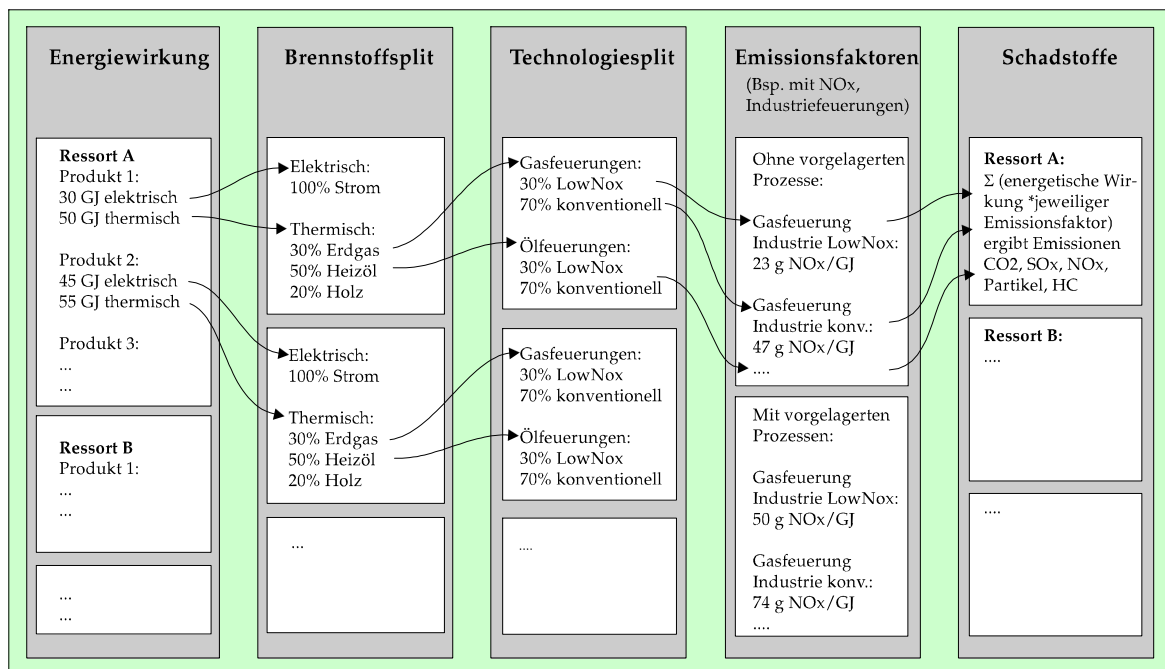 Energiewirkung
Ressort A
Produkt 1:
30 GJ elektrisch
50 GJ thermisch
Produkt 2:
45 GJ elektrisch
55 GJ thermisch
Produkt 3:
...
...
Ressort B
Produkt 1:
...
...
...
...
Brennstoffsplit
Elektrisch:
100% Strom
Thermisch:
30% Erdgas
50% Heizöl
20% Holz
Elektrisch:
100% Strom
Thermisch:
30% Erdgas
50% Heizöl
20% Holz
...
Technologiesplit
Gasfeuerungen:
30% LowNox
70% konventionell
Ölfeuerungen:
30% LowNox
70% konventionell
Gasfeuerungen:
30% LowNox
70% konventionell
Ölfeuerungen:
30% LowNox
70% konventionell
....
Emissionsfaktoren
(Bsp. mit NOx,
Industriefeuerungen)
Ohne vorgelagerten
Prozesse:
Gasfeuerung
Industrie LowNox:
23 g NOx/GJ
Gasfeuerung
Industrie konv.:
47 g NOx/GJ
....
Mit vorgelagerten
Prozessen:
Gasfeuerung
Industrie LowNox:
50 g NOx/GJ
Gasfeuerung
Industrie konv.:
74 g NOx/GJ
....
Schadstoffe
Ressort A:
Σ (energetische Wir-
kung *jeweiliger
Emissionsfaktor)
ergibt Emissionen
CO2, SOx, NOx,
Partikel, HC
Ressort B:
....
....